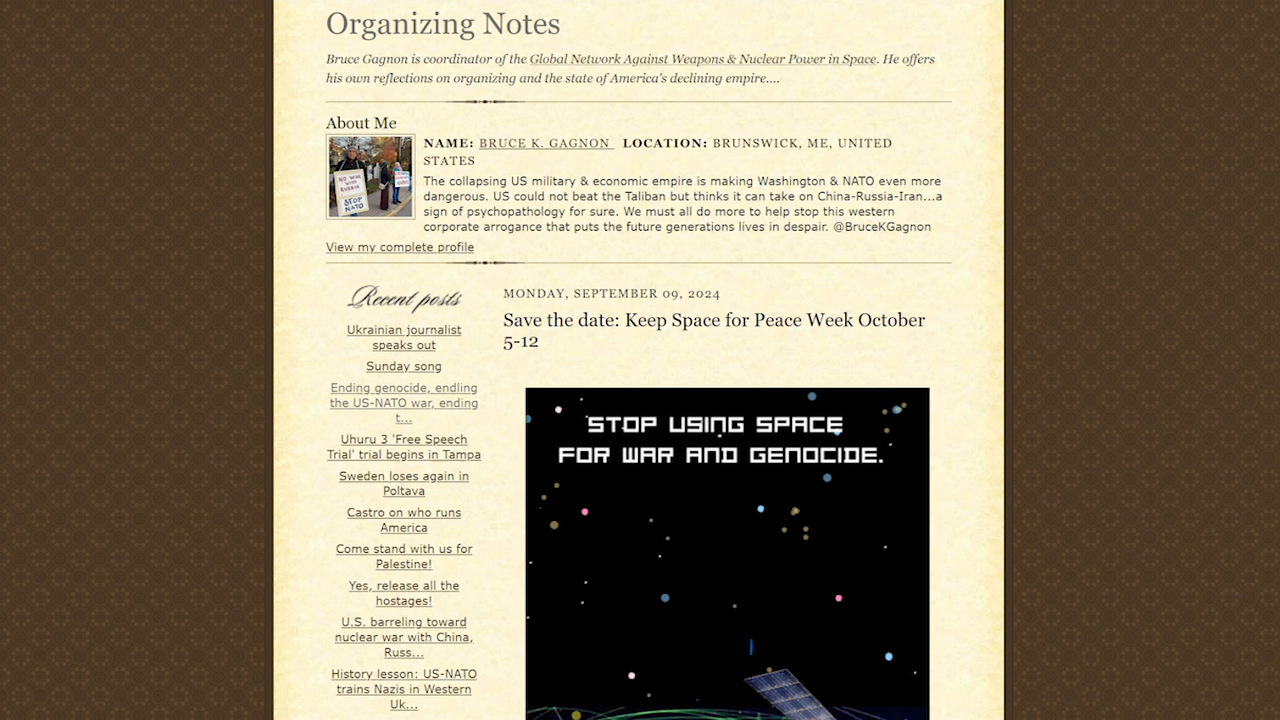 Organizing Notes
Bruce Gagnon is coordinator of the Global Network Against Weapons & Nuclear Power in Space. He offers
his own reflections on organizing and the state of America's declining empire....
About Me
NO WAR
WITH
RUSSIA
STOP
NATO
NAME: BRUCE K. GAGNON LOCATION: BRUNSWICK, ME, UNITED
STATES
The collapsing US military & economic empire is making Washington & NATO even more
dangerous. US could not beat the Taliban but thinks it can take on China-Russia-Iran...a
sign of psychopathology for sure. We must all do more to help stop this western
corporate arrogance that puts the future generations lives in despair. @BruceKGagnon
View my complete profile
Recent posts
Ukrainian journalist
speaks out
Sunday song
Ending genocide, endling
the US-NATO war, ending
t...
Uhuru 3 'Free Speech
Trial' trial begins in Tampa
Sweden loses again in
Poltava
Castro on who runs
America
Come stand with us for
Palestine!
Yes, release all the
hostages!
U.S. barreling toward
nuclear war with China,
Russ...
History lesson: US-NATO
trains Nazis in Western
Uk...
MONDAY, SEPTEMBER 09, 2024
Save the date: Keep Space for Peace Week October
5-12
STOP USING SPACE
FOR WAR AND GENOCIDE.